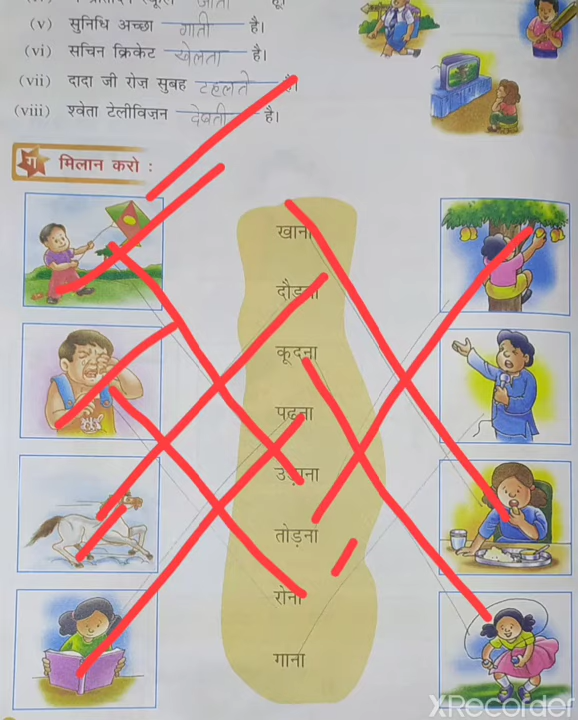 (v) सुनिधि अच्छा गाती है।
(vi) सचिन क्रिकेट खेलता है।
(vii) दादा जी रोज़ सुबह टहलते है।
(viii) श्वेता टेलीविज़न देखती है।
ग मिलान करो :
खाना
दौड़ना
कूदना
पढ़ना
उड़ाना
तोड़ना
रोना
गाना
XRecorder